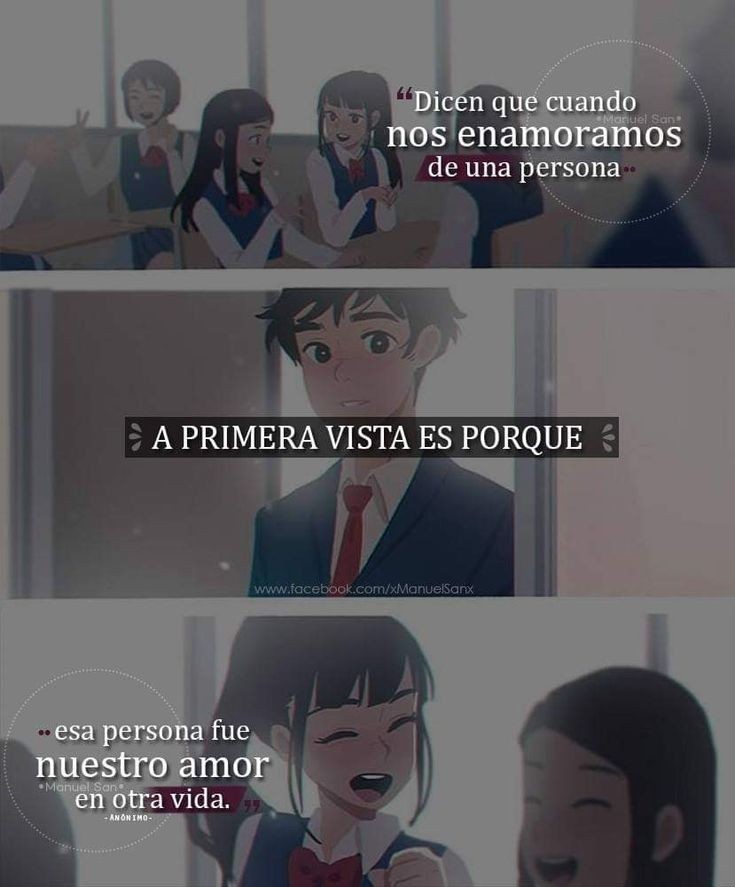 ❝Dicen que cuando
•Manuel San•
nos enamoramos
de una persona
A PRIMERA VISTA ES PORQUE
www.facebook.com/xManuelSanx
esa persona fue
nuestro amor
•Manuel San•
en otra vida. ❞
-ANÓNIMO-